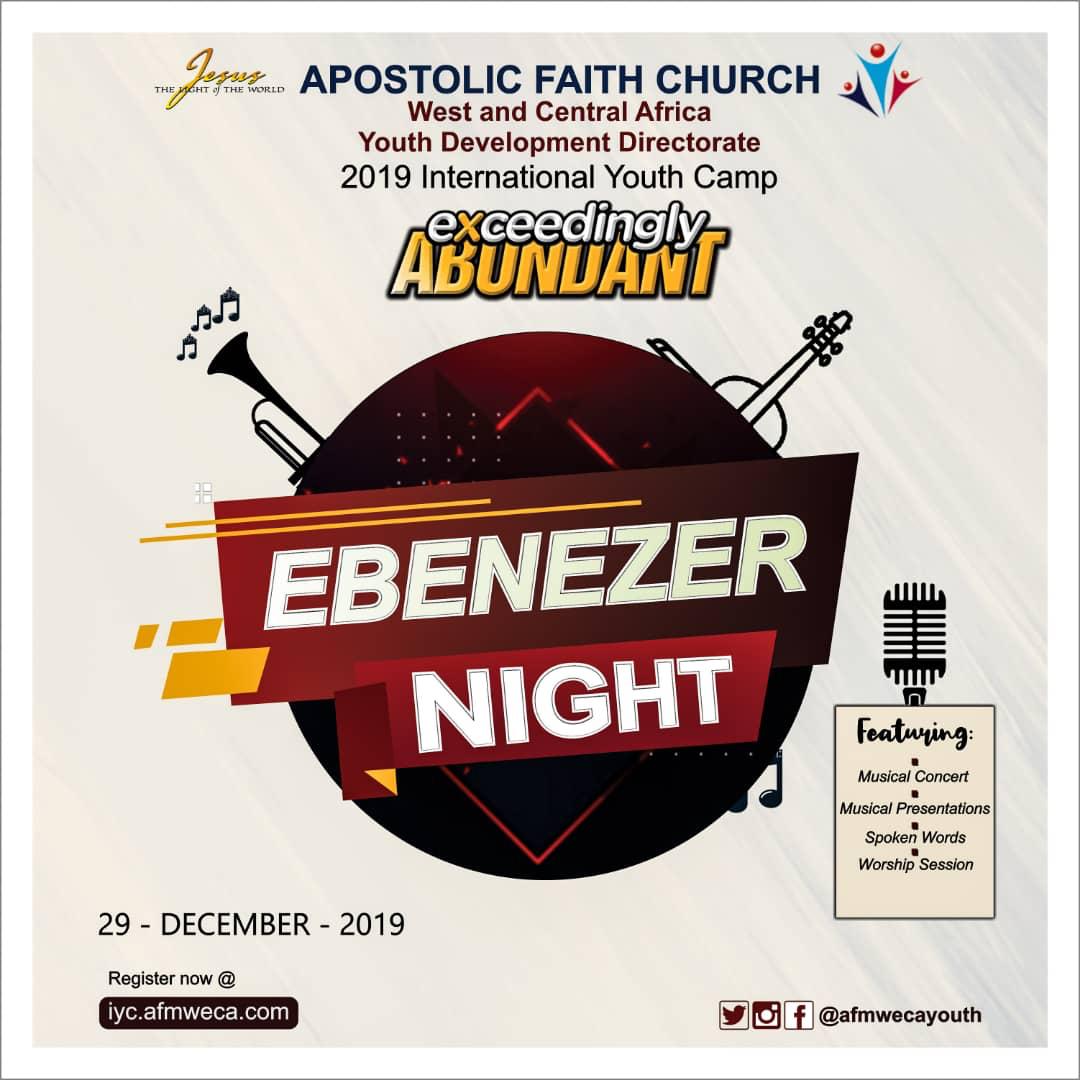 Jesus
THE LIGHT of THE WORLD
APOSTOLIC FAITH CHURCH
West and Central Africa
Youth Development Directorate
2019 International Youth Camp
exceedingly
ABUNDANT
EBENEZER
NIGHT
Featuring:
Musical Concert
Musical Presentations
Spoken Words
Worship Session
29 - DECEMBER - 2019
Register now @
iyc.afmweca.com
@afmwecayouth